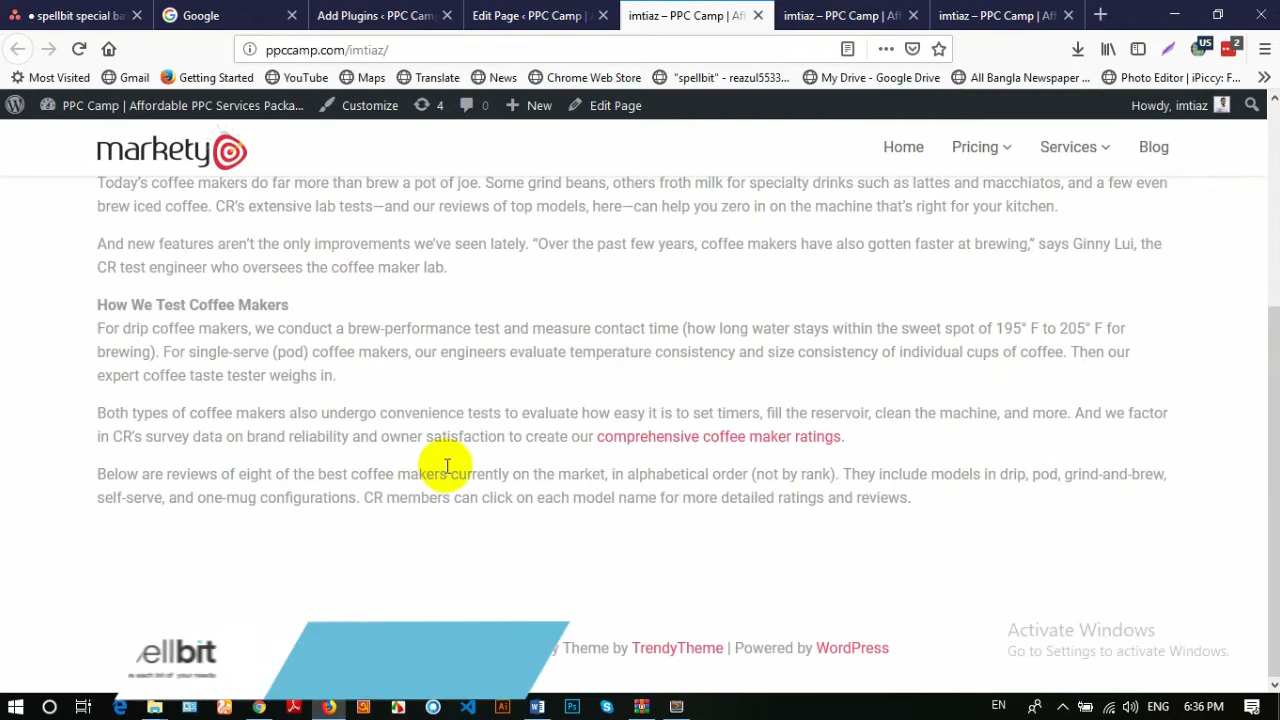 spellbit special ba
Google
Add Plugins ‹ PPC Cam
Edit Page ‹ PPC Camp |
imtiaz – PPC Camp | Aff
imtiaz – PPC Camp | Aff
imtiaz – PPC Camp | Aff
ppccamp.com/imtiaz/
US
2
Most Visited
Gmail
Getting Started
YouTube
Maps
Translate
News
Chrome Web Store
"spellbit" - reazul5533...
My Drive - Google Drive
All Bangla Newspaper ...
Photo Editor | iPiccy: F...
PPC Camp | Affordable PPC Services Packa...
Customize
4
0
New
Edit Page
Howdy, imtiaz
markety
Home
Pricing
Services
Blog
Today's coffee makers do far more than brew a pot of joe. Some grind beans, others froth milk for specialty drinks such as lattes and macchiatos, and a few even
brew iced coffee. CR's extensive lab tests—and our reviews of top models, here—can help you zero in on the machine that's right for your kitchen.
And new features aren't the only improvements we've seen lately. “Over the past few years, coffee makers have also gotten faster at brewing,” says Ginny Lui, the
CR test engineer who oversees the coffee maker lab.
How We Test Coffee Makers
For drip coffee makers, we conduct a brew-performance test and measure contact time (how long water stays within the sweet spot of 195° F to 205° F for
brewing). For single-serve (pod) coffee makers, our engineers evaluate temperature consistency and size consistency of individual cups of coffee. Then our
expert coffee taste tester weighs in.
Both types of coffee makers also undergo convenience tests to evaluate how easy it is to set timers, fill the reservoir, clean the machine, and more. And we factor
in CR's survey data on brand reliability and owner satisfaction to create our comprehensive coffee maker ratings.
Below are reviews of eight of the best coffee makers currently on the market, in alphabetical order (not by rank). They include models in drip, pod, grind-and-brew,
self-serve, and one-mug configurations. CR members can click on each model name for more detailed ratings and reviews.
ellbit
each bit of your needs
y Theme by TrendyTheme | Powered by WordPress
Activate Windows
Go to Settings to activate Windows.
EN
ENG
6:36 PM